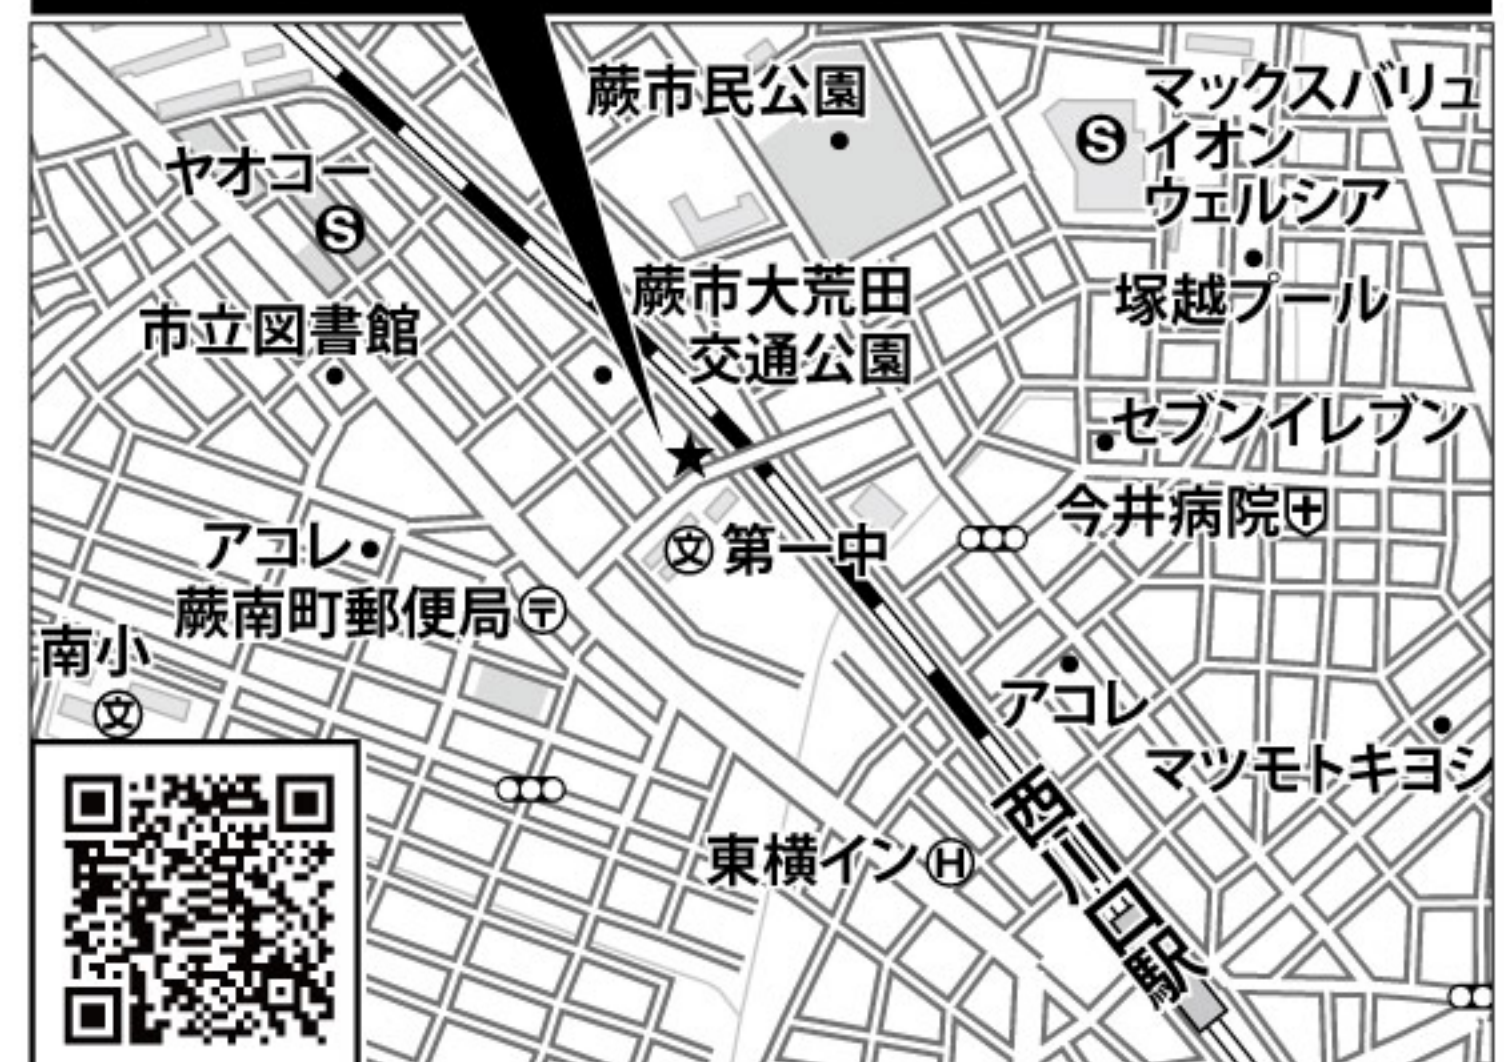 蕨市民公園
マックスバリュ
S
イオン
ウェルシア
ヤオコー
S
塚越プール
蕨市大荒田
交通公園
市立図書館
セブンイレブン
今井病院
文 第一中
アコレ
蕨南町郵便局〒
南小
文
アコレ
マツモトキヨシ
東横インH
西川口駅